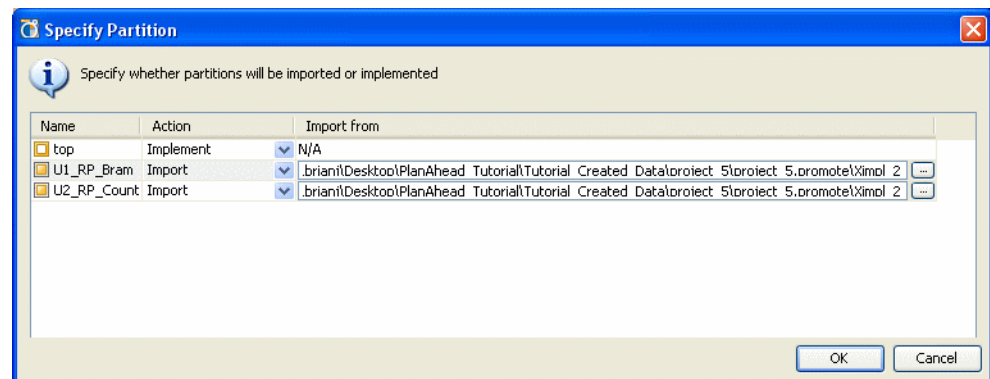 Specify Partition
Specify whether partitions will be imported or implemented
Name Action Import from
top Implement N/A
U1_RP_Bram Import .briani\Desktop\PlanAhead_Tutorial\Tutorial_Created_Data\project_5\project_5.promote\Ximpl_2 ...
U2_RP_Count Import .briani\Desktop\PlanAhead_Tutorial\Tutorial_Created_Data\project_5\project_5.promote\Ximpl_2 ...
OK Cancel